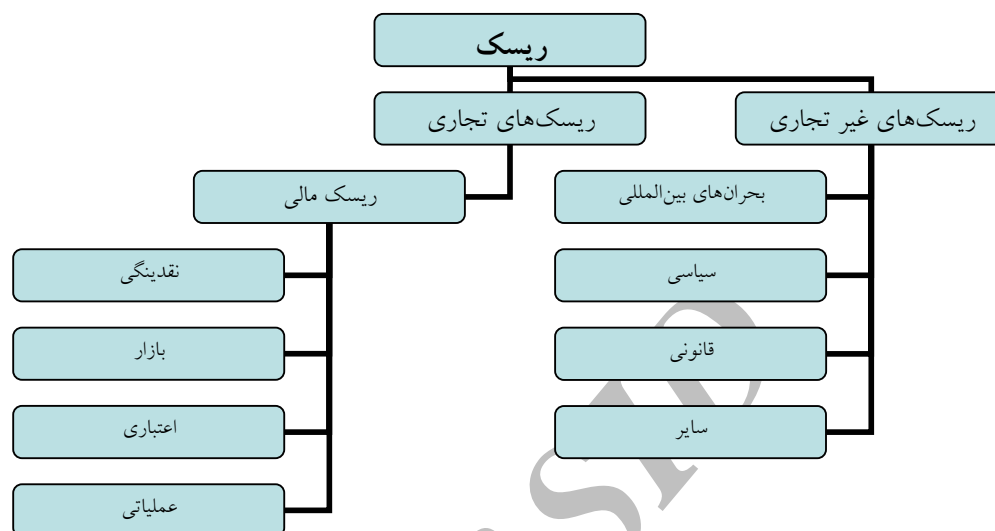 ریسک
ریسک‌های غیر تجاری
ریسک‌های تجاری
بحران‌های بین‌المللی
سیاسی
قانونی
سایر
ریسک مالی
نقدینگی
بازار
اعتباری
عملیاتی
SID